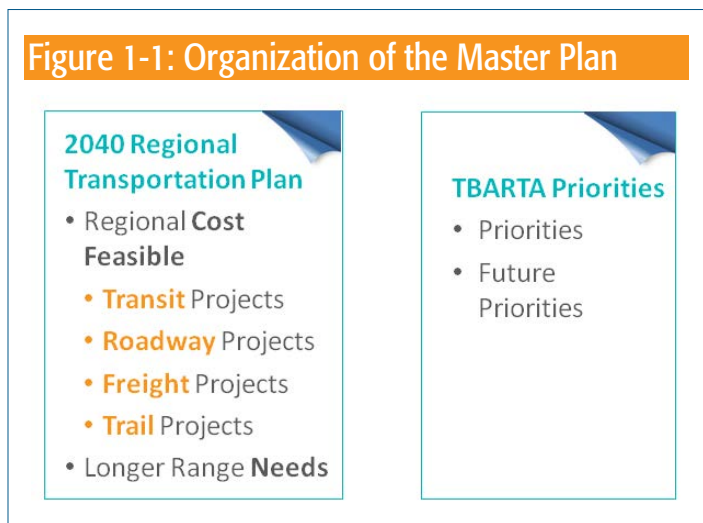 Figure 1-1: Organization of the Master Plan
2040 Regional
Transportation Plan
• Regional Cost
Feasible
• Transit Projects
• Roadway Projects
• Freight Projects
• Trail Projects
• Longer Range Needs
TBARTA Priorities
• Priorities
• Future
Priorities